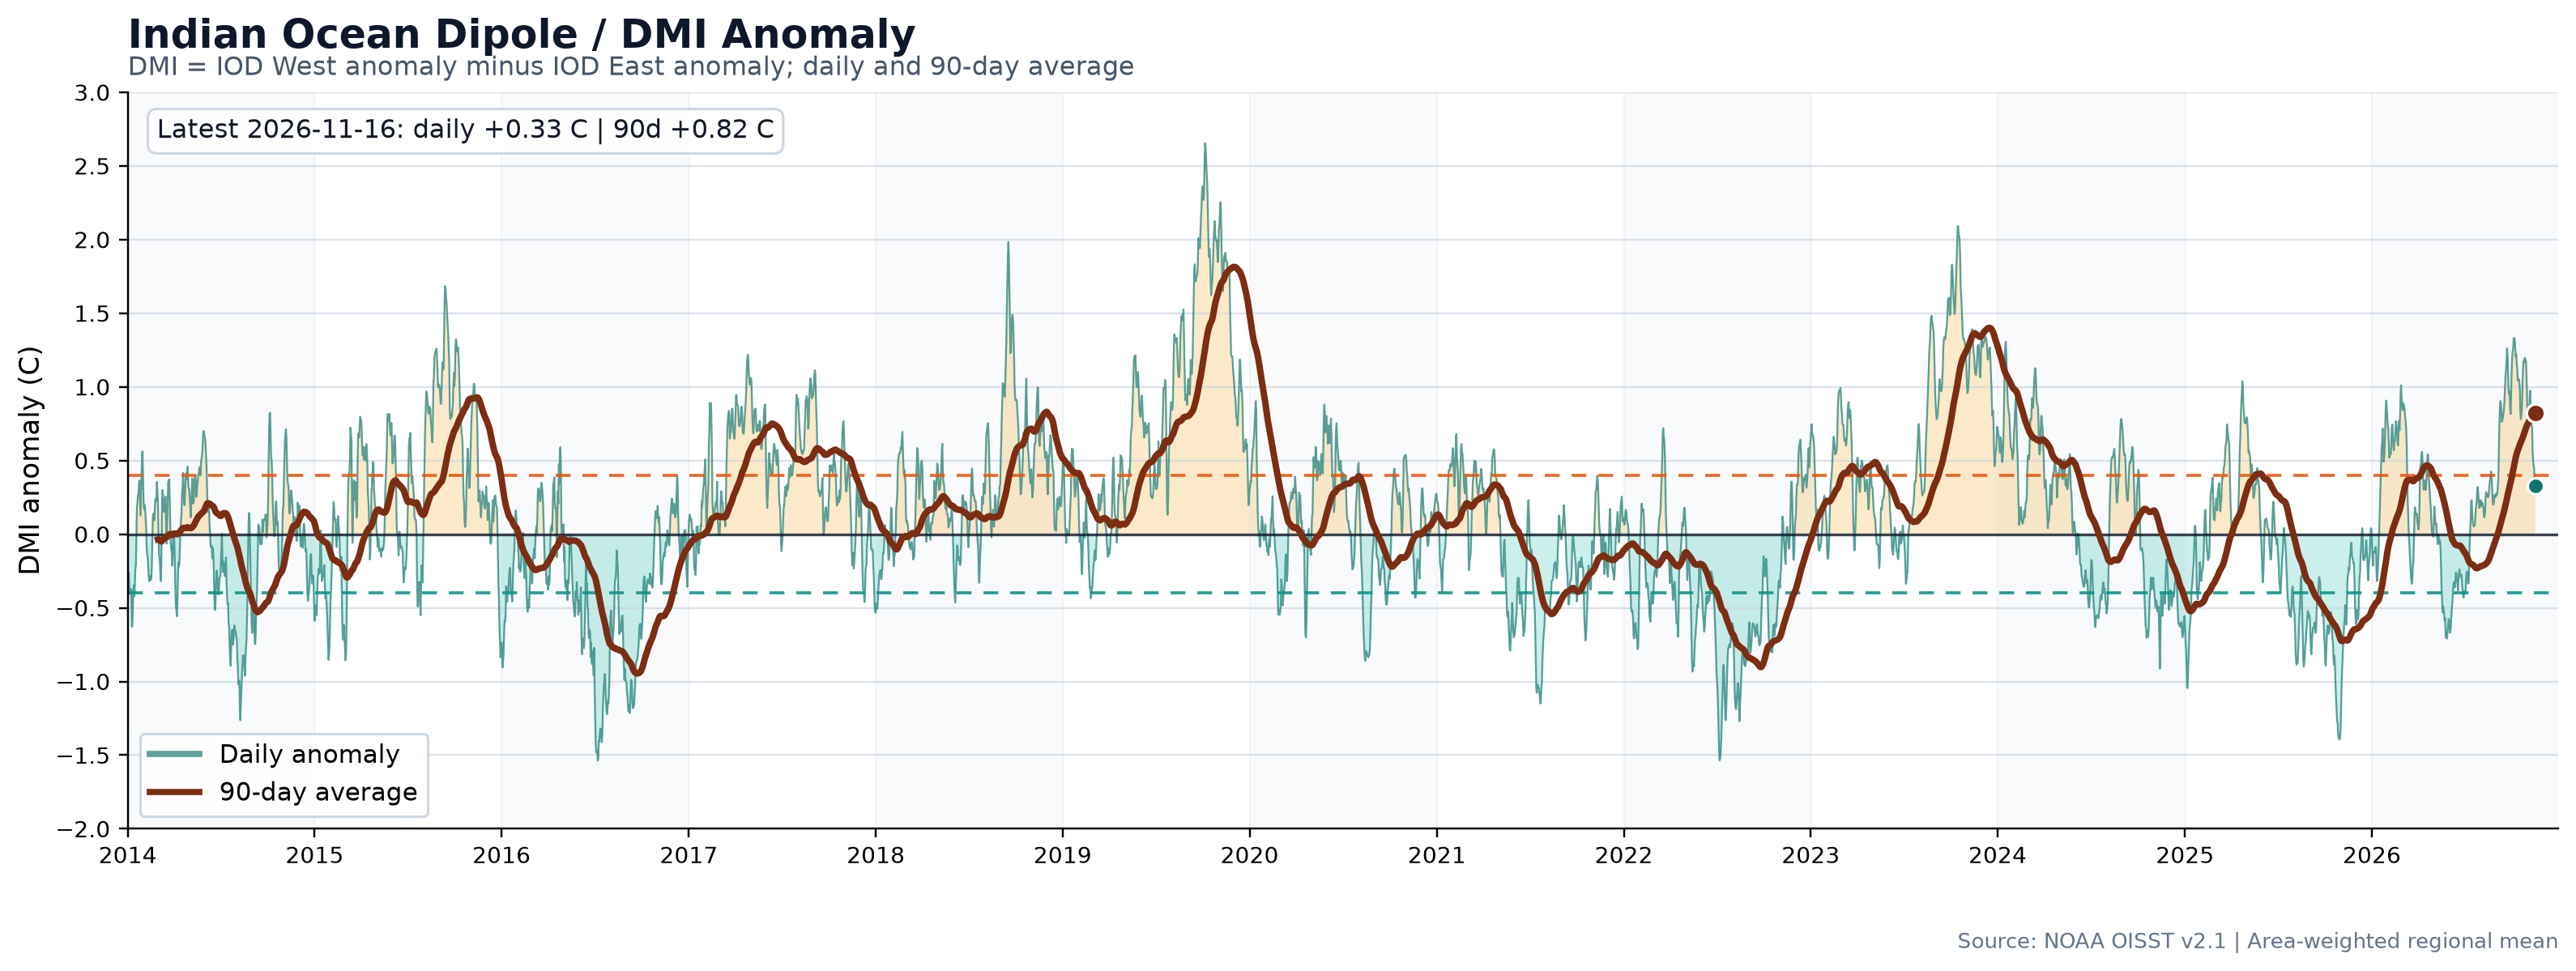 Indian Ocean Dipole / DMI Anomaly
DMI = IOD West anomaly minus IOD East anomaly; daily and 90-day average
Latest 2026-11-16: daily +0.33 C | 90d +0.82 C
DMI anomaly (C)
3.0
2.5
2.0
1.5
1.0
0.5
0.0
−0.5
−1.0
−1.5
−2.0
Daily anomaly
90-day average
2014 2015 2016 2017 2018 2019 2020 2021 2022 2023 2024 2025 2026
Source: NOAA OISST v2.1 | Area-weighted regional mean